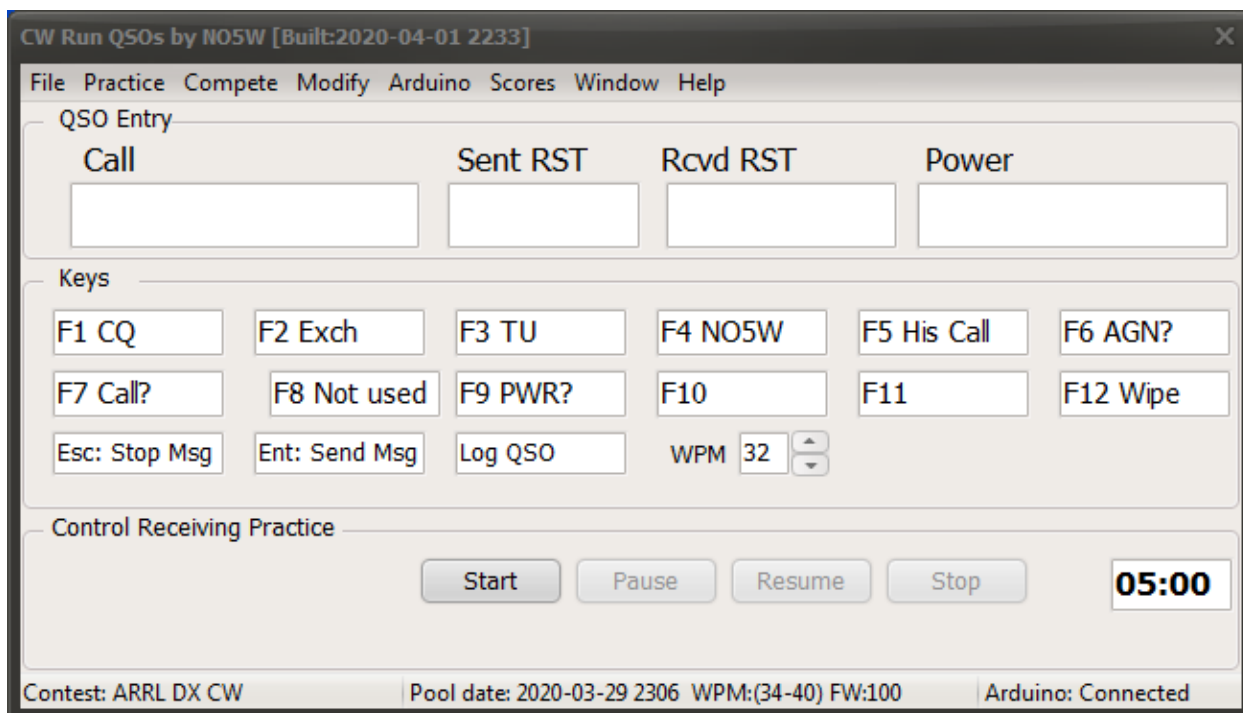 CW Run QSOs by NO5W [Built:2020-04-01 2233]
File Practice Compete Modify Arduino Scores Window Help
QSO Entry
Call Sent RST Rcvd RST Power
Keys
F1 CQ F2 Exch F3 TU F4 NO5W F5 His Call F6 AGN?
F7 Call? F8 Not used F9 PWR? F10 F11 F12 Wipe
Esc: Stop Msg Ent: Send Msg Log QSO WPM 32
Control Receiving Practice
Start Pause Resume Stop 05:00
Contest: ARRL DX CW Pool date: 2020-03-29 2306 WPM:(34-40) FW:100 Arduino: Connected